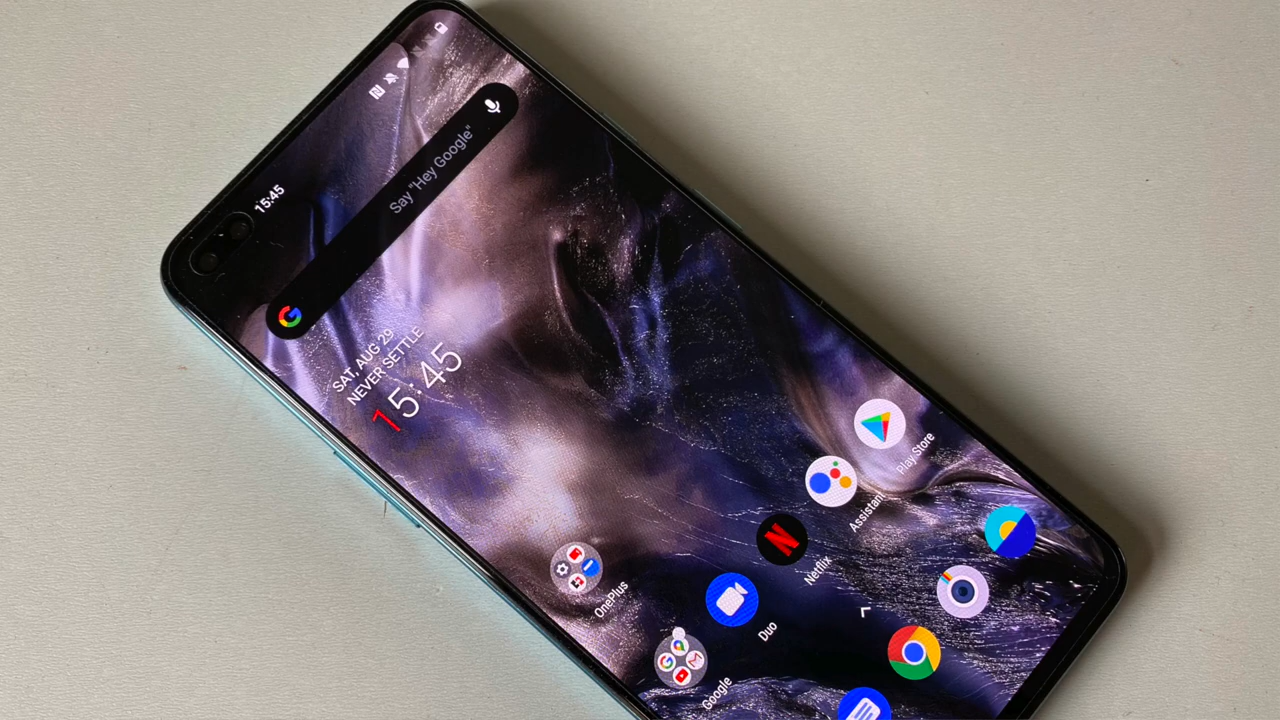 15:45
Say "Hey Google"
SAT, AUG 29
NEVER SETTLE
15:45
OnePlus
Google
Duo
Netflix
Assistant
Play Store